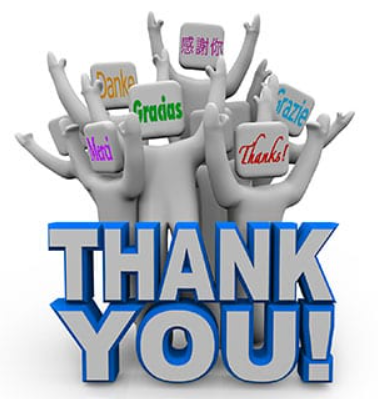 感謝你
Danke
Gracias
Grazie
Merci
Thanks!
THANK
YOU!